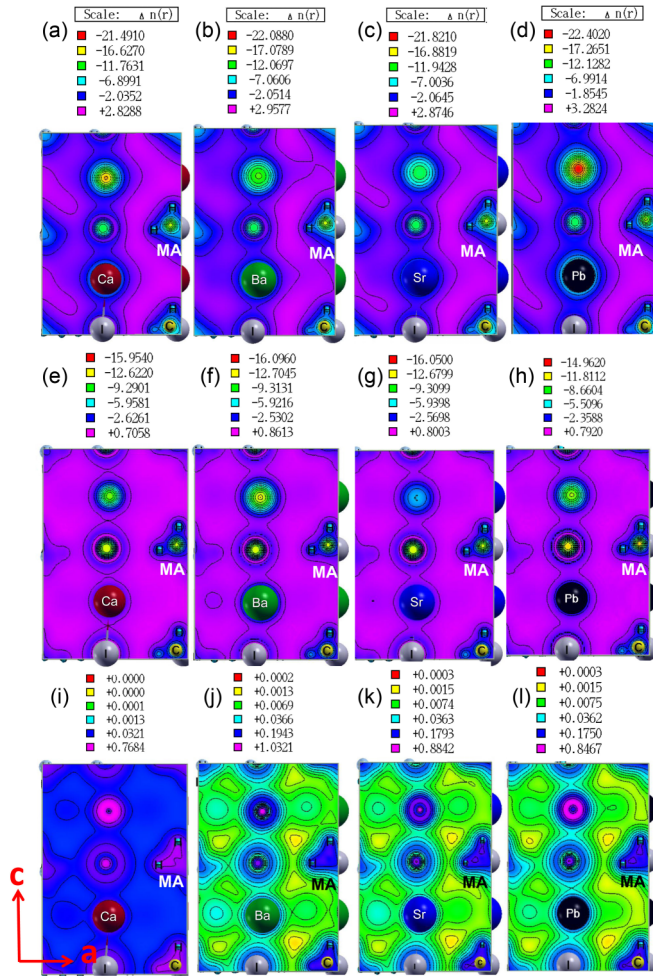 Scale: Δ n(r) Scale: Δ n(r) Scale: Δ n(r) Scale: Δ n(r)
(a) (b) (c) (d)
-21.4910 -22.0880 -21.8210 -22.4020
-16.6270 -17.0789 -16.8819 -17.2651
-11.7631 -12.0697 -11.9428 -12.1282
-6.8991 -7.0606 -7.0036 -6.9914
-2.0352 -2.0514 -2.0645 -1.8545
+2.8288 +2.9577 +2.8746 +3.2824
MA MA MA MA
Ca Ba Sr Pb
I C I C I C I C
(e) (f) (g) (h)
-15.9540 -16.0960 -16.0500 -14.9620
-12.6220 -12.7045 -12.6799 -11.8112
-9.2901 -9.3131 -9.3099 -8.6604
-5.9581 -5.9216 -5.9398 -5.5096
-2.6261 -2.5302 -2.5698 -2.3588
+0.7058 +0.8613 +0.8003 +0.7920
MA MA MA MA
Ca Ba Sr Pb
I C I C I C I C
(i) (j) (k) (l)
+0.0000 +0.0002 +0.0003 +0.0003
+0.0000 +0.0013 +0.0015 +0.0015
+0.0001 +0.0069 +0.0074 +0.0075
+0.0013 +0.0366 +0.0363 +0.0362
+0.0321 +0.1943 +0.1793 +0.1750
+0.7684 +1.0321 +0.8842 +0.8467
MA MA MA MA
c
Ca Ba Sr Pb
a
I C I C I C I C